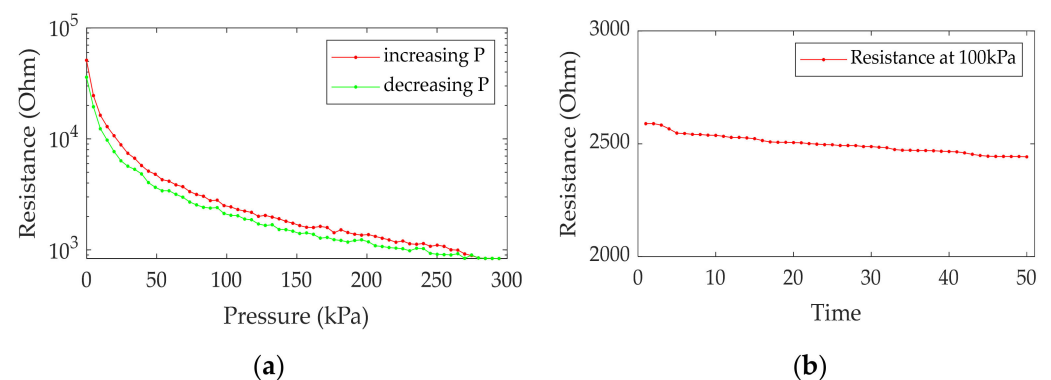 10^5
10^4
10^3
Resistance (Ohm)
increasing P
decreasing P
0 50 100 150 200 250 300
Pressure (kPa)
(a)
3000
2500
2000
Resistance (Ohm)
Resistance at 100kPa
0 10 20 30 40 50
Time
(b)